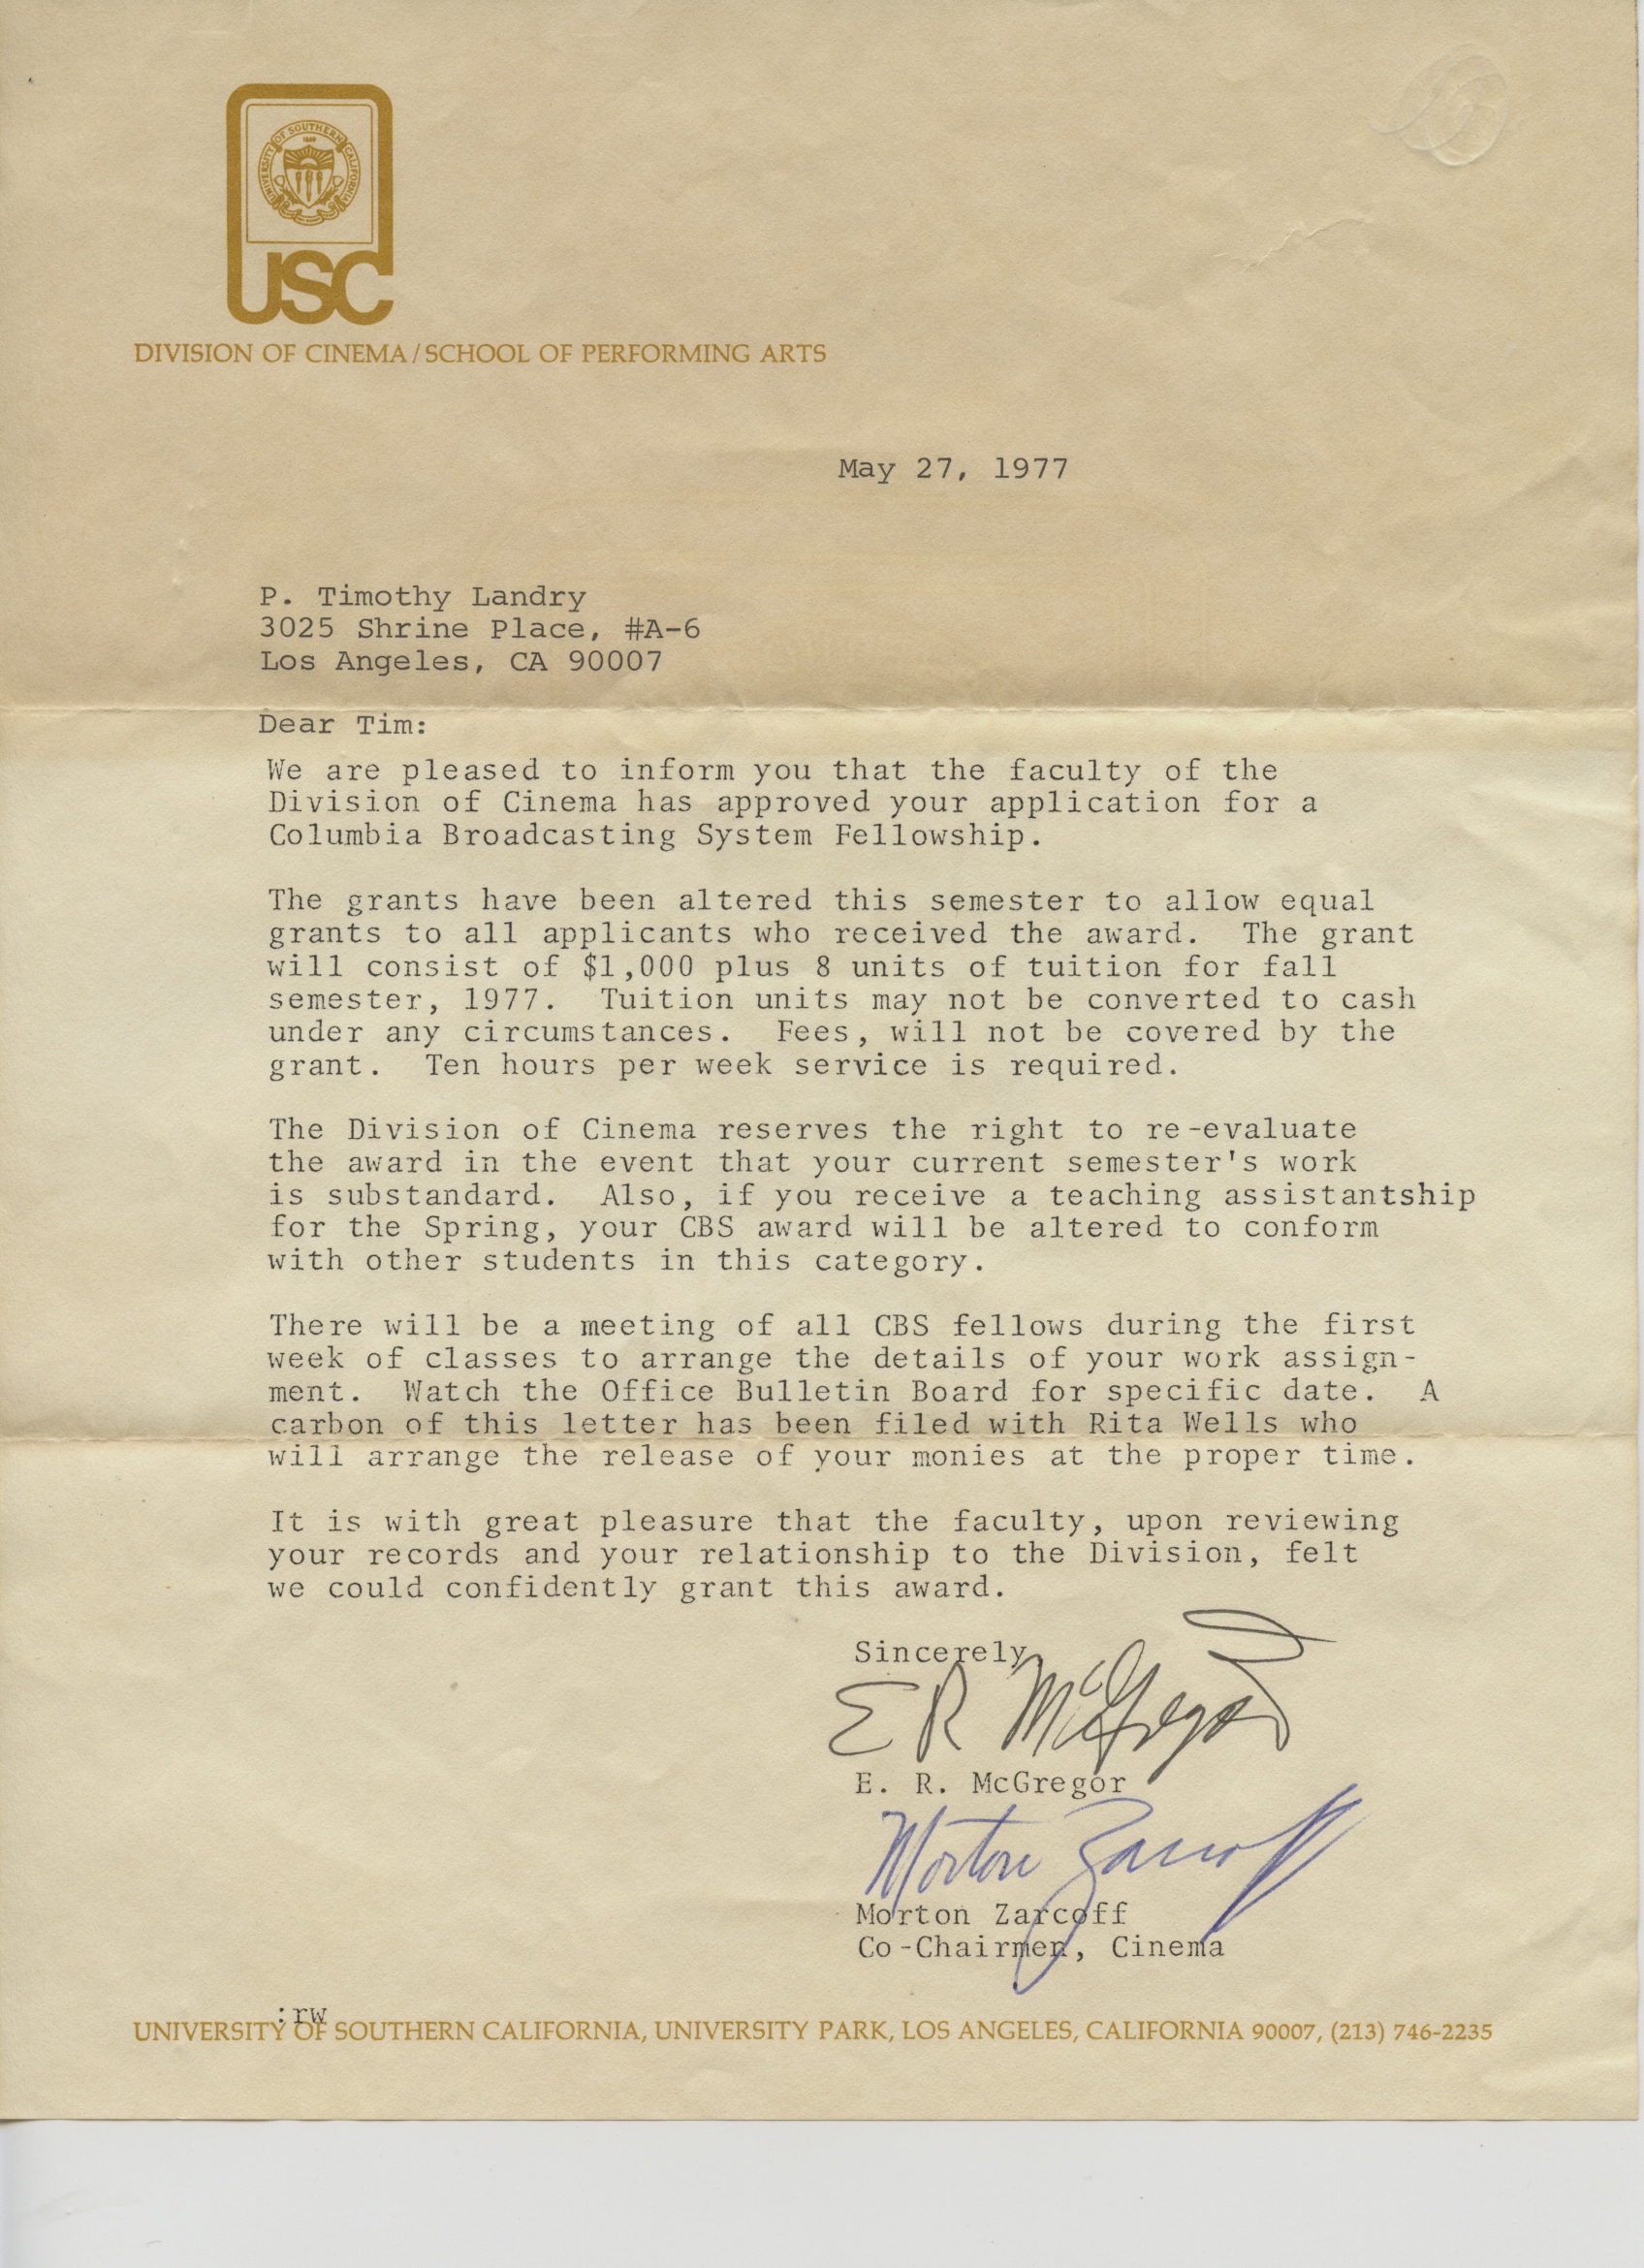 UNIVERSITY OF SOUTHERN CALIFORNIA
1880
USC
DIVISION OF CINEMA / SCHOOL OF PERFORMING ARTS
May 27, 1977
P. Timothy Landry
3025 Shrine Place, #A-6
Los Angeles, CA 90007
Dear Tim:
We are pleased to inform you that the faculty of the
Division of Cinema has approved your application for a
Columbia Broadcasting System Fellowship.
The grants have been altered this semester to allow equal
grants to all applicants who received the award. The grant
will consist of $1,000 plus 8 units of tuition for fall
semester, 1977. Tuition units may not be converted to cash
under any circumstances. Fees, will not be covered by the
grant. Ten hours per week service is required.
The Division of Cinema reserves the right to re-evaluate
the award in the event that your current semester's work
is substandard. Also, if you receive a teaching assistantship
for the Spring, your CBS award will be altered to conform
with other students in this category.
There will be a meeting of all CBS fellows during the first
week of classes to arrange the details of your work assign-
ment. Watch the Office Bulletin Board for specific date. A
carbon of this letter has been filed with Rita Wells who
will arrange the release of your monies at the proper time.
It is with great pleasure that the faculty, upon reviewing
your records and your relationship to the Division, felt
we could confidently grant this award.
Sincerely,
E R McGregor
E. R. McGregor
Morton Zarcoff
Morton Zarcoff
Co-Chairmen, Cinema
:rw
UNIVERSITY OF SOUTHERN CALIFORNIA, UNIVERSITY PARK, LOS ANGELES, CALIFORNIA 90007, (213) 746-2235